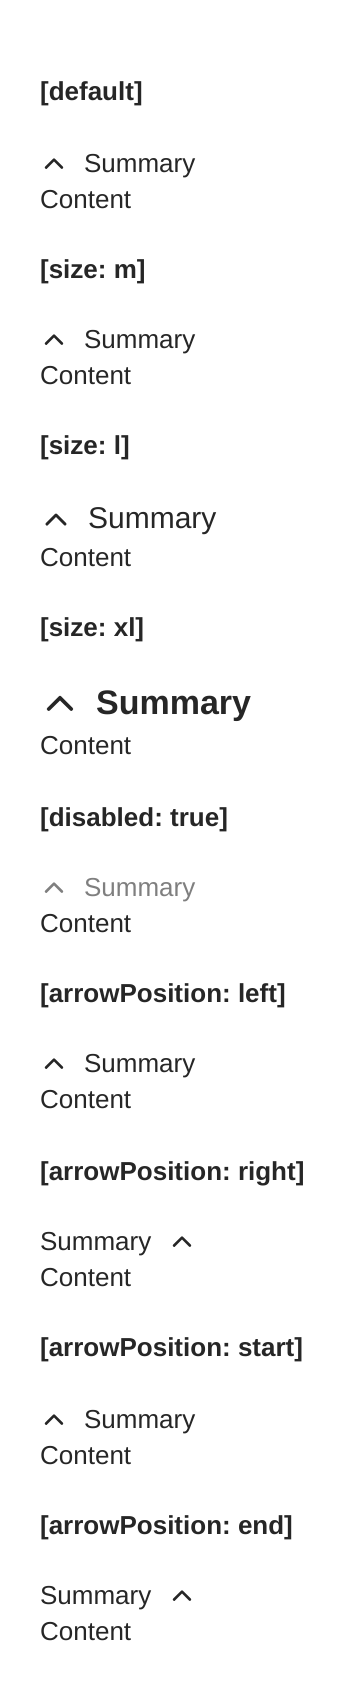 [default]
Summary
Content
[size: m]
Summary
Content
[size: l]
Summary
Content
[size: xl]
Summary
Content
[disabled: true]
Summary
Content
[arrowPosition: left]
Summary
Content
[arrowPosition: right]
Summary
Content
[arrowPosition: start]
Summary
Content
[arrowPosition: end]
Summary
Content